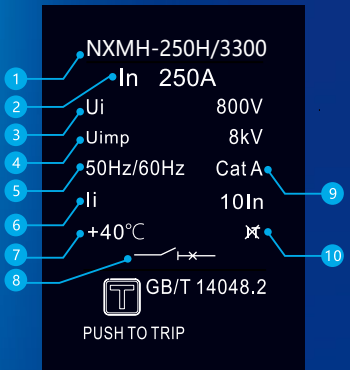 1 NXMH-250H/3300
2 In 250A
3 Ui 800V
4 Uimp 8kV
5 50Hz/60Hz Cat A 9
6 Ii 10In
7 +40℃ 10
8
T GB/T 14048.2
PUSH TO TRIP